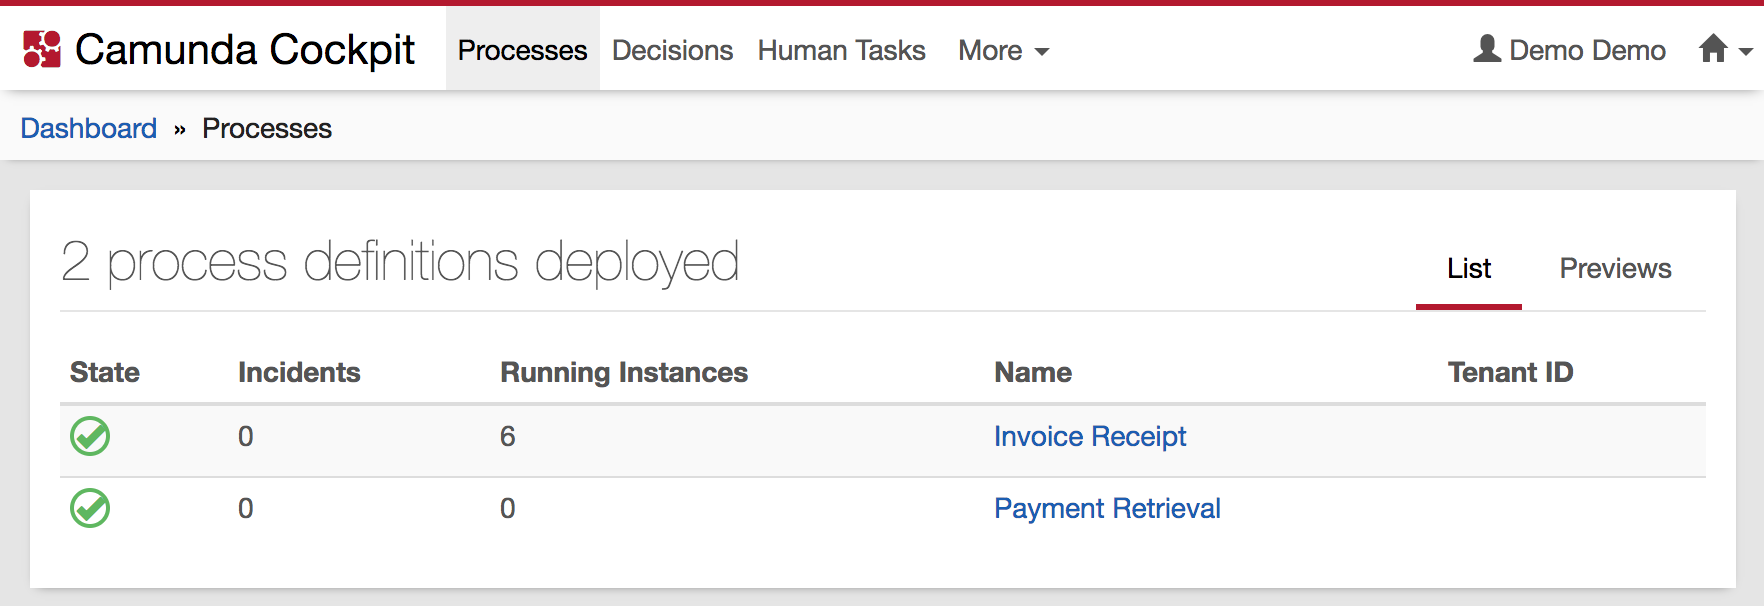 Camunda Cockpit Processes Decisions Human Tasks More Demo Demo
Dashboard » Processes
2 process definitions deployed
List Previews
State Incidents Running Instances Name Tenant ID
0 6 Invoice Receipt
0 0 Payment Retrieval